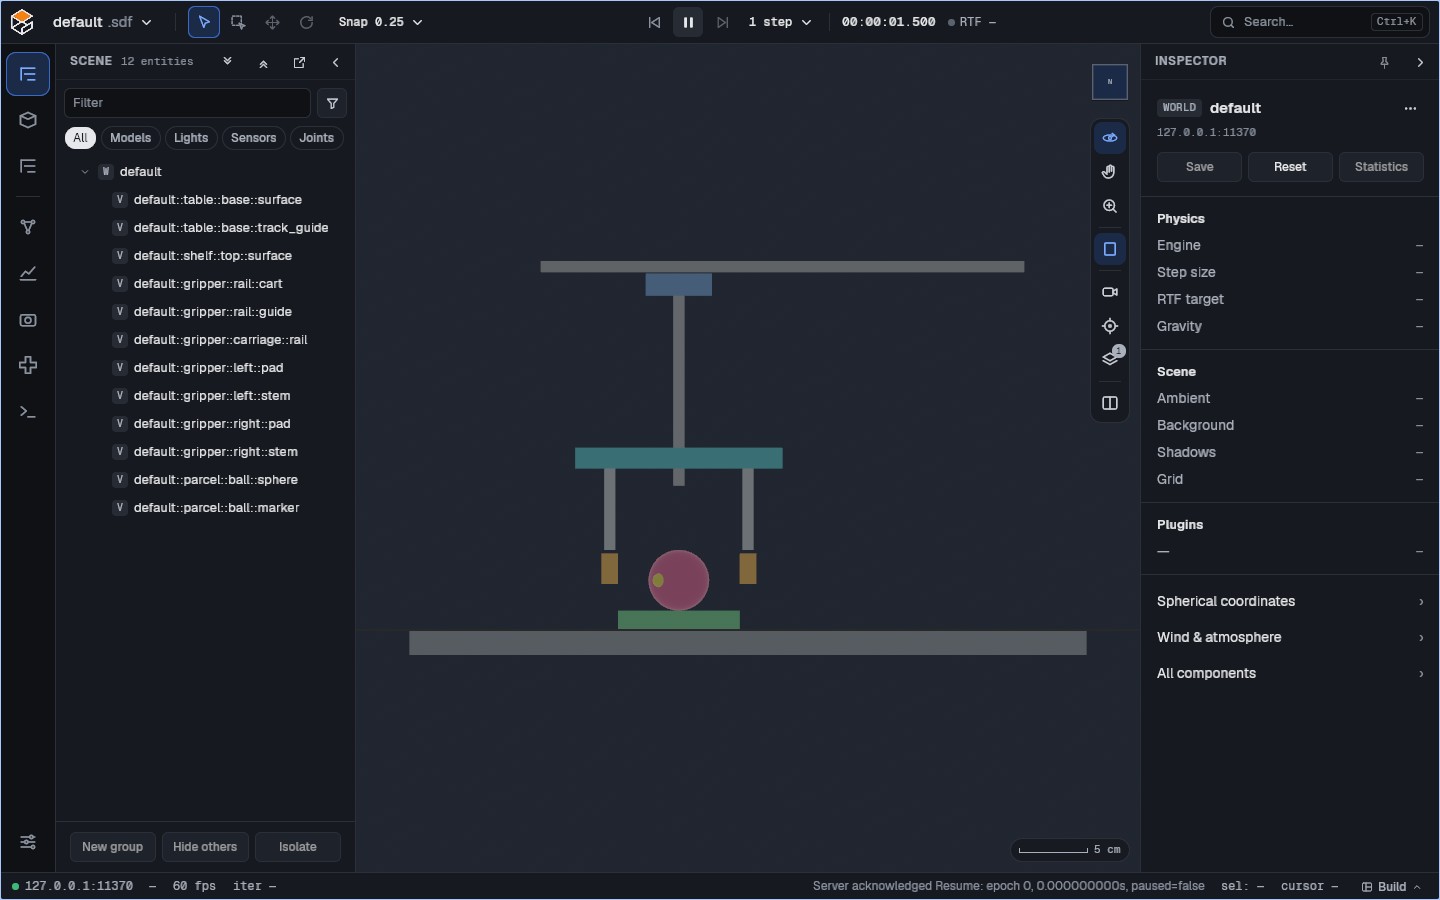 default .sdf
Snap 0.25
1 step
00:00:01.500
RTF –
Search...
Ctrl+K
SCENE 12 entities
Filter
All
Models
Lights
Sensors
Joints
W default
V default::table::base::surface
V default::table::base::track_guide
V default::shelf::top::surface
V default::gripper::rail::cart
V default::gripper::rail::guide
V default::gripper::carriage::rail
V default::gripper::left::pad
V default::gripper::left::stem
V default::gripper::right::pad
V default::gripper::right::stem
V default::parcel::ball::sphere
V default::parcel::ball::marker
New group
Hide others
Isolate
N
1
5 cm
INSPECTOR
WORLD default
127.0.0.1:11370
Save
Reset
Statistics
Physics
Engine –
Step size –
RTF target –
Gravity –
Scene
Ambient –
Background –
Shadows –
Grid –
Plugins
— –
Spherical coordinates
Wind & atmosphere
All components
127.0.0.1:11370 – 60 fps iter –
Server acknowledged Resume: epoch 0, 0.000000000s, paused=false
sel: –
cursor –
Build